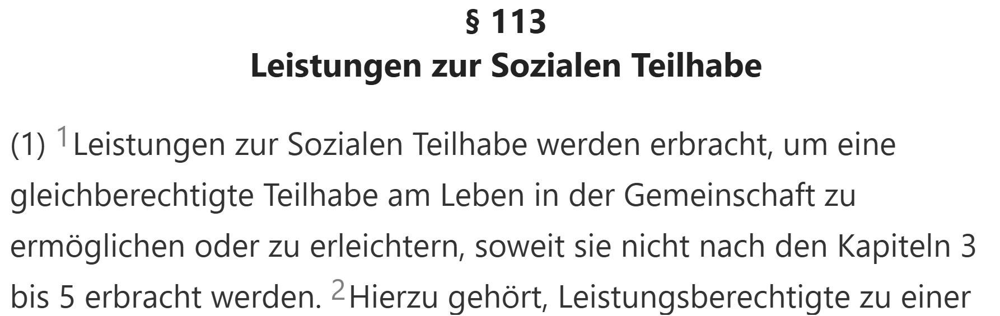 § 113
Leistungen zur Sozialen Teilhabe
(1) 1Leistungen zur Sozialen Teilhabe werden erbracht, um eine
gleichberechtigte Teilhabe am Leben in der Gemeinschaft zu
ermöglichen oder zu erleichtern, soweit sie nicht nach den Kapiteln 3
bis 5 erbracht werden. 2Hierzu gehört, Leistungsberechtigte zu einer